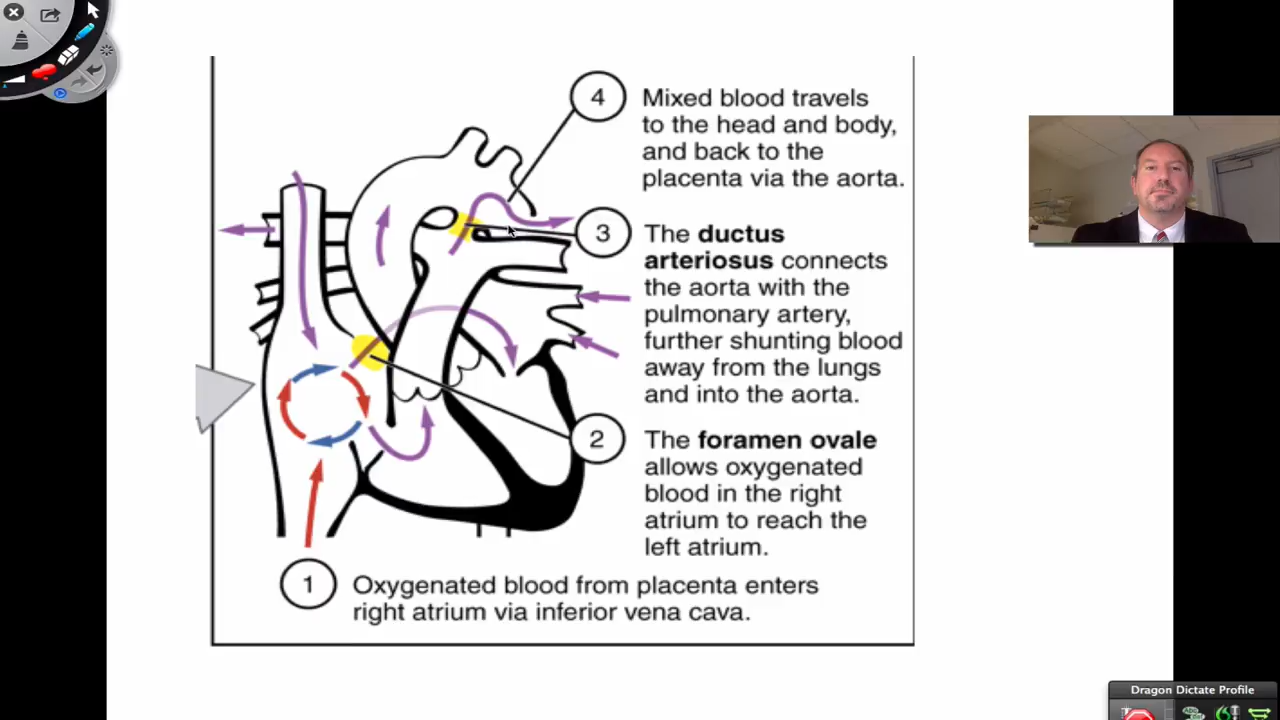 4
Mixed blood travels
to the head and body,
and back to the
placenta via the aorta.
3
The ductus
arteriosus connects
the aorta with the
pulmonary artery,
further shunting blood
away from the lungs
and into the aorta.
2
The foramen ovale
allows oxygenated
blood in the right
atrium to reach the
left atrium.
1
Oxygenated blood from placenta enters
right atrium via inferior vena cava.
Dragon Dictate Profile